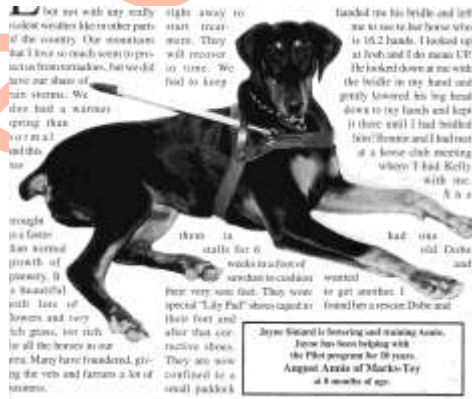 but not with any really
violent weather like in other parts
of the country. Our mountains
that I love so much seem to pro-
tect us from tornadoes, but we did
have our share of
rain storms. We
also had a warmer
spring than
normal
and this
has
brought
us a faster
than normal
growth of
greenery. It
is beautiful
with lots of
flowers and very
rich grass, too rich
for all the horses in our
area. Many have foundered, giv-
ing the vets and farriers a lot of
business.
right away to
start treat-
ment. They
will recover
in time. We
had to keep
them in
stalls for 6
weeks in a foot of
sawdust to cushion
their very sore feet. They wore
special "Lily Pad" shoes taped to
their feet and
after that cor-
rective shoes.
They are now
confined to a
small paddock
handed me his bridle and left
me to use to her house who
is 16.2 hands. I looked up
at Josh and I do mean UP.
He looked down at me with
the bridle in my hand and
gently lowered his big head
down to my hands and kept
it there until I had bridled
him! Bonnie and I had met
at a horse club meeting
where I had Kelly
with me.
She
had one
old Dobe
and
wanted
to get another. I
found her a rescue Dobe and
Jayne Siniard is fostering and training Annie.
Jayne has been helping with
the Pilot program for 10 years.
August Annie of Marks-Tey
at 8 months of age.